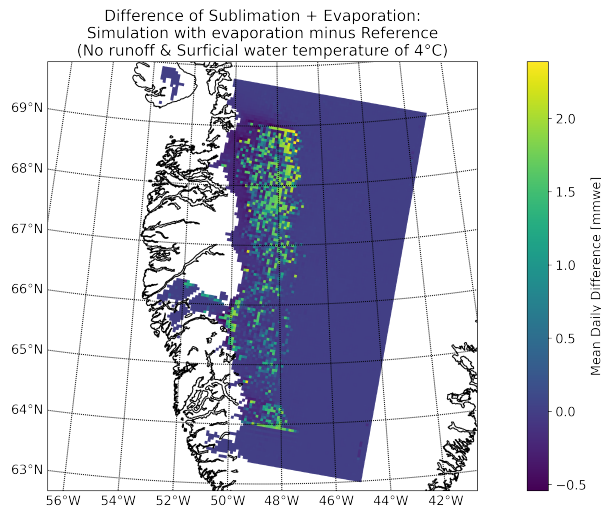 Difference of Sublimation + Evaporation:
Simulation with evaporation minus Reference
(No runoff & Surficial water temperature of 4°C)
69°N
68°N
67°N
66°N
65°N
64°N
63°N
56°W 54°W 52°W 50°W 48°W 46°W 44°W 42°W
2.0
1.5
1.0
0.5
0.0
−0.5
Mean Daily Difference [mmwe]